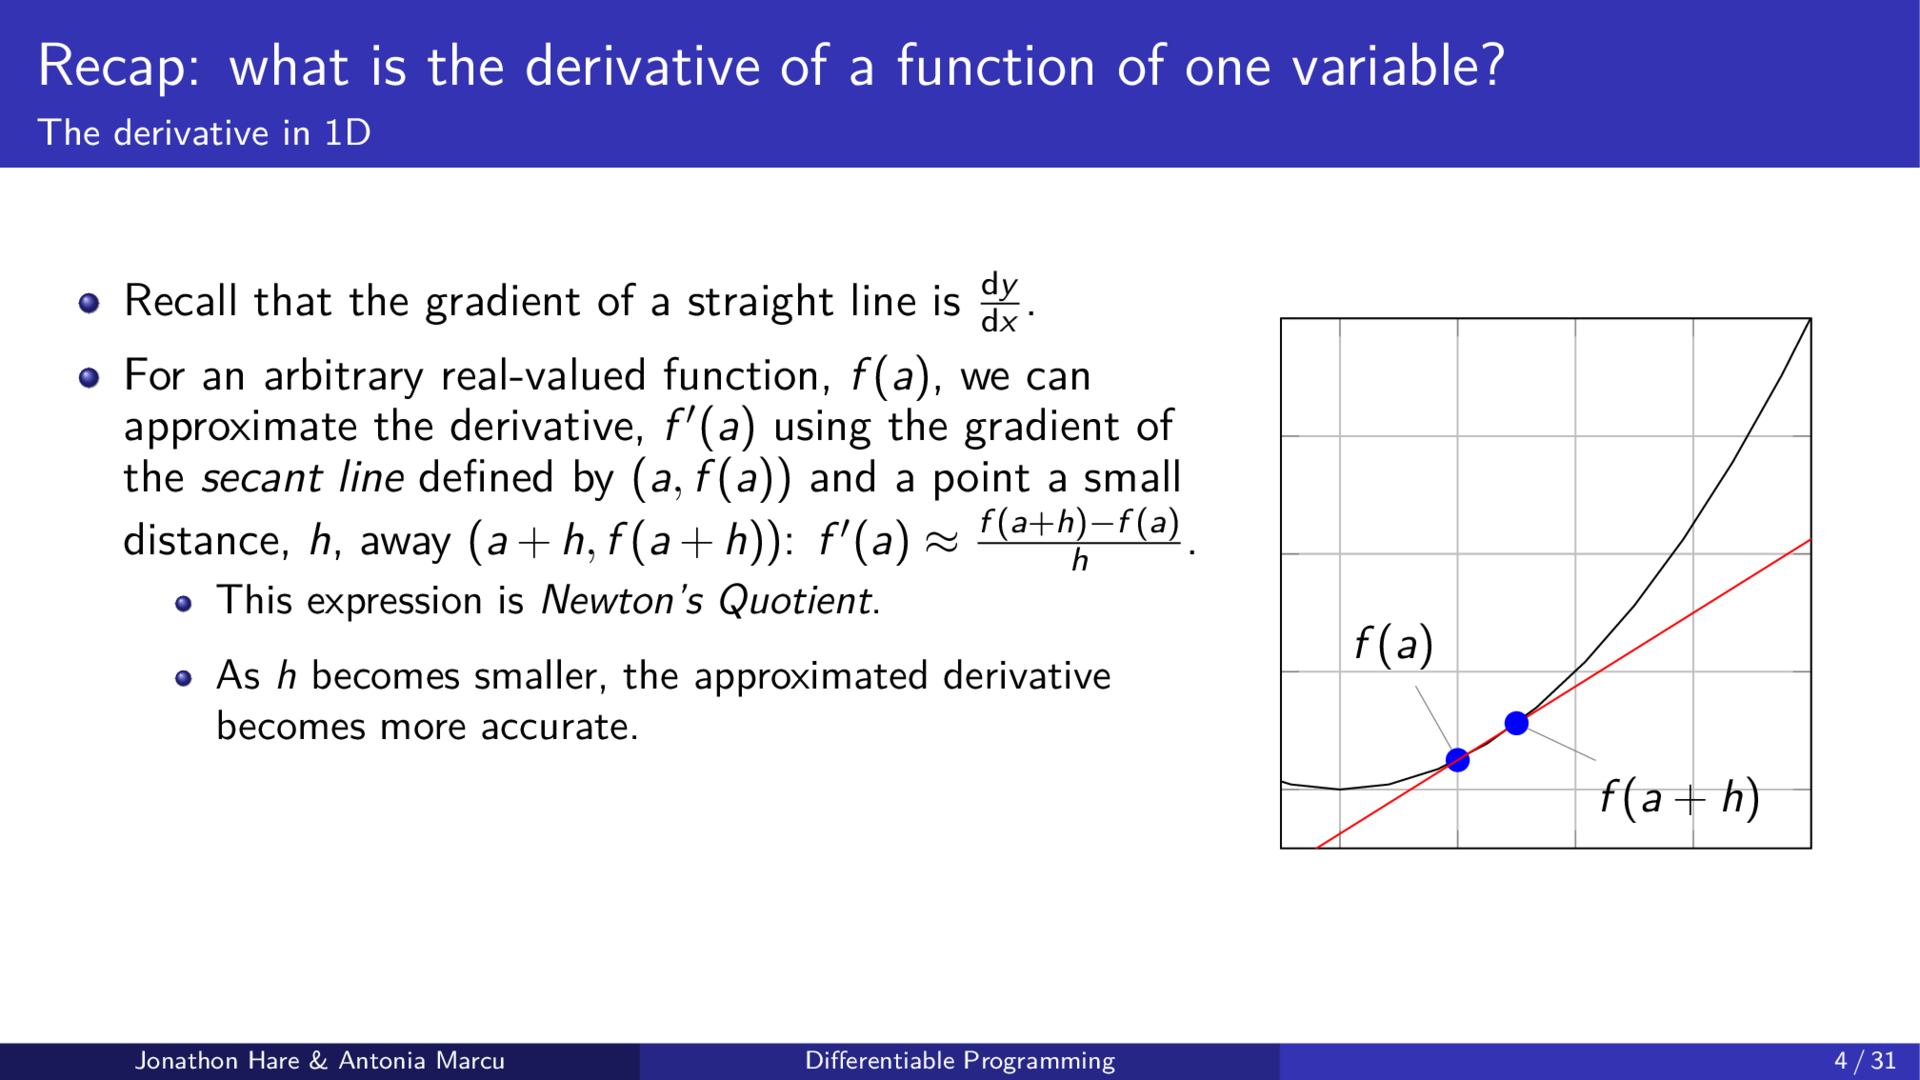 Recap: what is the derivative of a function of one variable?
The derivative in 1D
Recall that the gradient of a straight line is dy/dx.
For an arbitrary real-valued function, f(a), we can
approximate the derivative, f′(a) using the gradient of
the secant line defined by (a, f(a)) and a point a small
distance, h, away (a + h, f(a + h)): f′(a) ≈ f(a+h)−f(a)/h.
This expression is Newton's Quotient.
As h becomes smaller, the approximated derivative
becomes more accurate.
f(a)
f(a + h)
Jonathon Hare & Antonia Marcu
Differentiable Programming
4 / 31